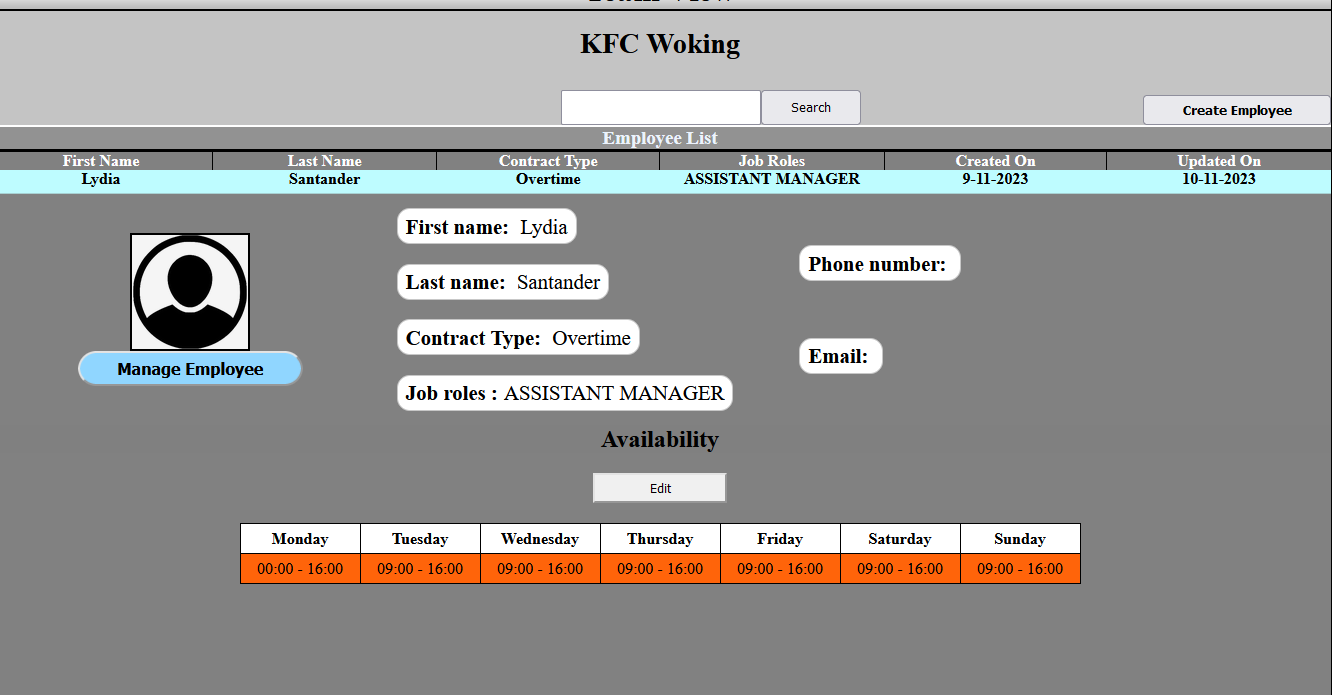 KFC Woking
Search
Create Employee
Employee List
First Name Last Name Contract Type Job Roles Created On Updated On
Lydia Santander Overtime ASSISTANT MANAGER 9-11-2023 10-11-2023
First name: Lydia
Last name: Santander
Contract Type: Overtime
Job roles : ASSISTANT MANAGER
Phone number:
Email:
Manage Employee
Availability
Edit
Monday Tuesday Wednesday Thursday Friday Saturday Sunday
00:00 - 16:00 09:00 - 16:00 09:00 - 16:00 09:00 - 16:00 09:00 - 16:00 09:00 - 16:00 09:00 - 16:00